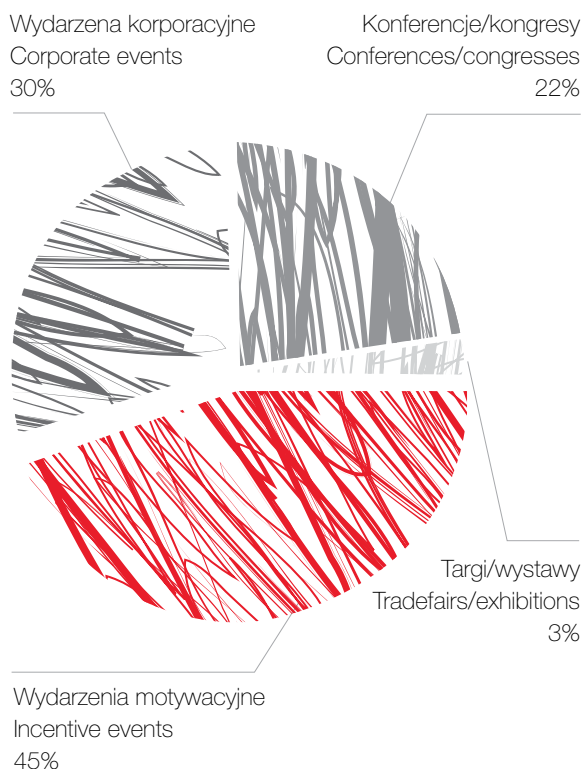 Wydarzena korporacyjne
Corporate events
30%
Konferencje/kongresy
Conferences/congresses
22%
Targi/wystawy
Tradefairs/exhibitions
3%
Wydarzenia motywacyjne
Incentive events
45%